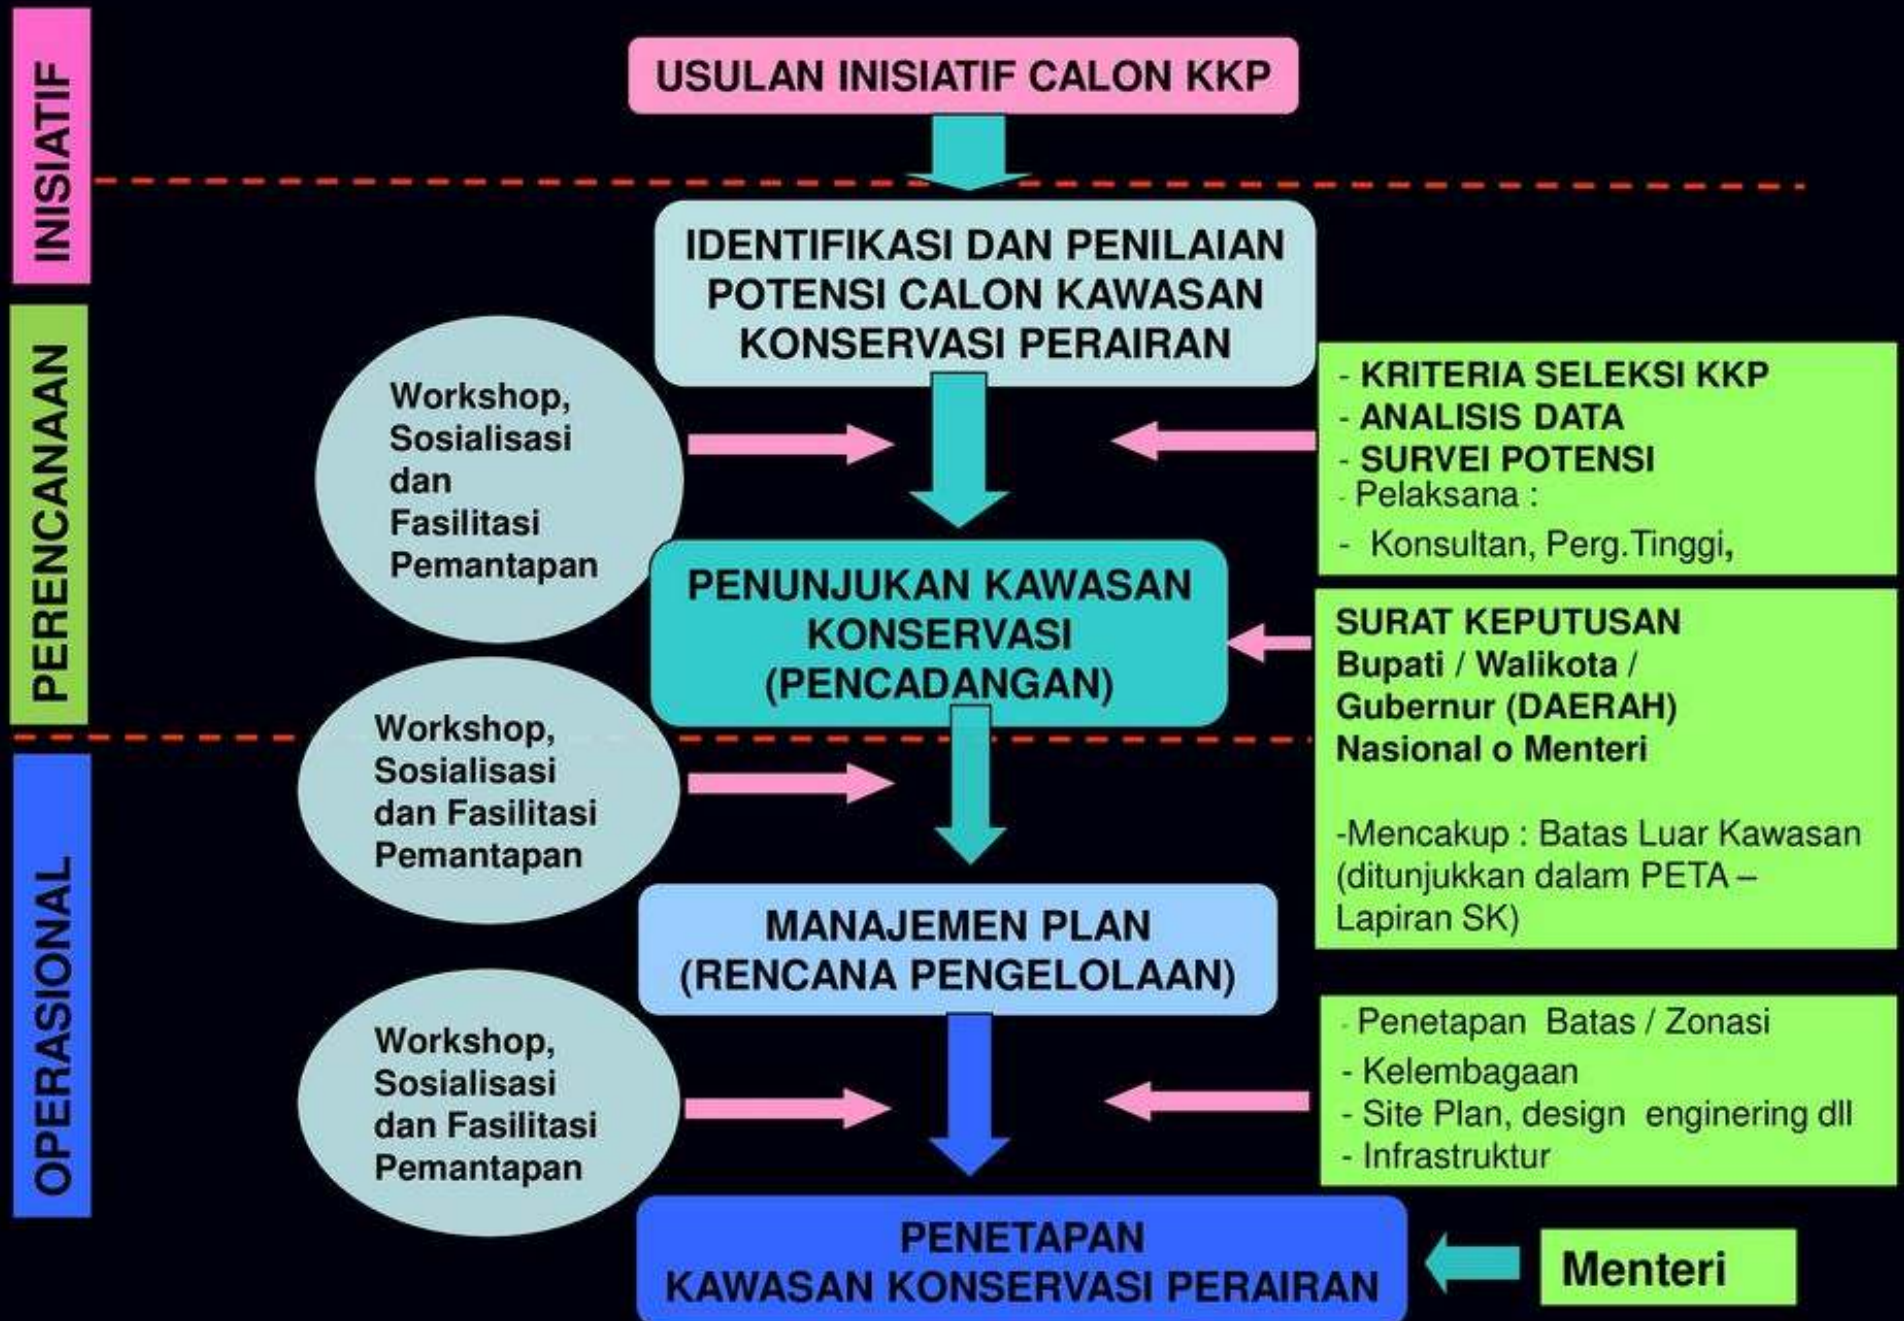 INISIATIF
USULAN INISIATIF CALON KKP
IDENTIFIKASI DAN PENILAIAN
POTENSI CALON KAWASAN
KONSERVASI PERAIRAN
PERENCANAAN
Workshop,
Sosialisasi
dan
Fasilitasi
Pemantapan
- KRITERIA SELEKSI KKP
- ANALISIS DATA
- SURVEI POTENSI
- Pelaksana :
- Konsultan, Perg.Tinggi,
PENUNJUKAN KAWASAN
KONSERVASI
(PENCADANGAN)
SURAT KEPUTUSAN
Bupati / Walikota /
Gubernur (DAERAH)
Nasional o Menteri
-Mencakup : Batas Luar Kawasan
(ditunjukkan dalam PETA –
Lapiran SK)
OPERASIONAL
Workshop,
Sosialisasi
dan Fasilitasi
Pemantapan
MANAJEMEN PLAN
(RENCANA PENGELOLAAN)
Workshop,
Sosialisasi
dan Fasilitasi
Pemantapan
- Penetapan Batas / Zonasi
- Kelembagaan
- Site Plan, design enginering dll
- Infrastruktur
PENETAPAN
KAWASAN KONSERVASI PERAIRAN
Menteri